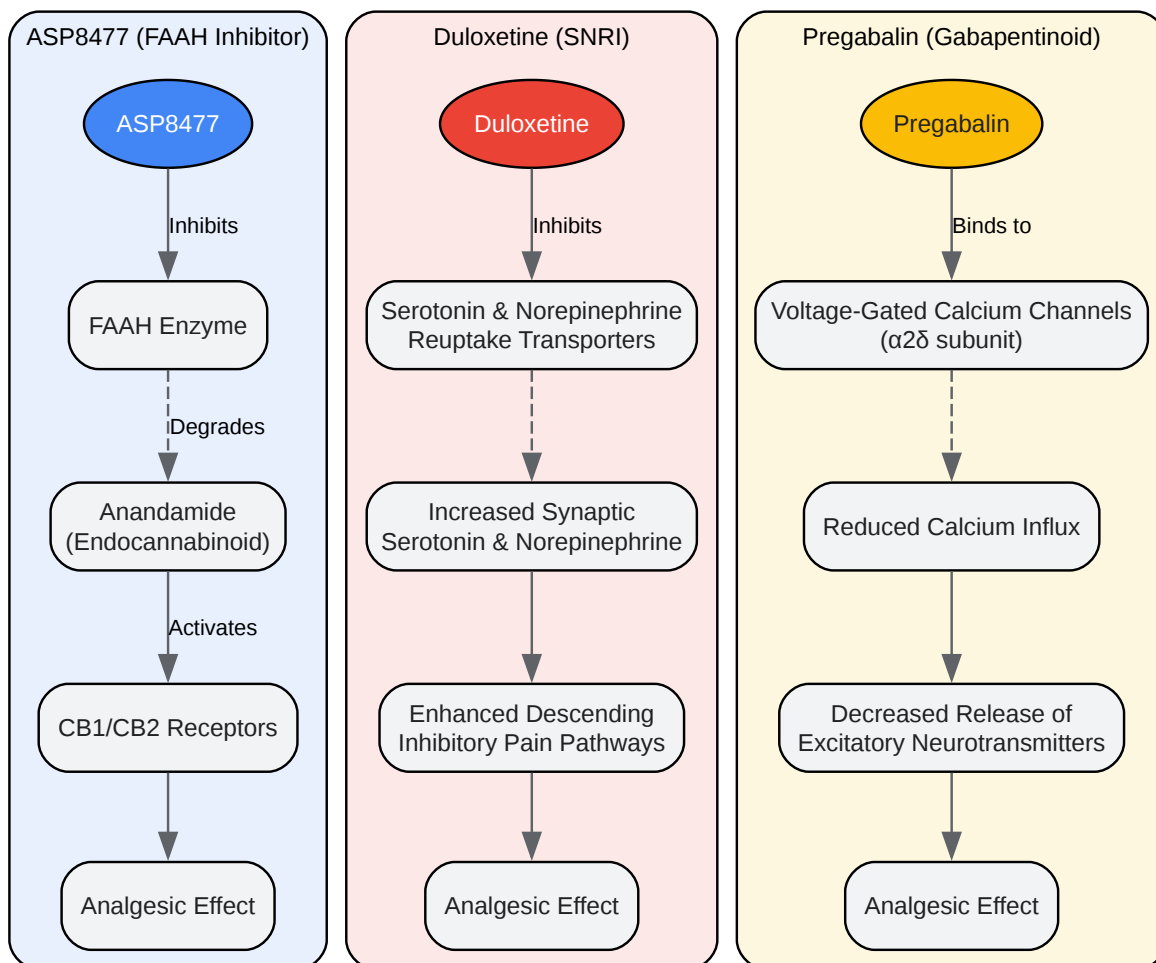 ASP8477 (FAAH Inhibitor)
ASP8477
Inhibits
FAAH Enzyme
Degrades
Anandamide
(Endocannabinoid)
Activates
CB1/CB2 Receptors
Analgesic Effect
Duloxetine (SNRI)
Duloxetine
Inhibits
Serotonin & Norepinephrine
Reuptake Transporters
Increased Synaptic
Serotonin & Norepinephrine
Enhanced Descending
Inhibitory Pain Pathways
Analgesic Effect
Pregabalin (Gabapentinoid)
Pregabalin
Binds to
Voltage-Gated Calcium Channels
(α2δ subunit)
Reduced Calcium Influx
Decreased Release of
Excitatory Neurotransmitters
Analgesic Effect